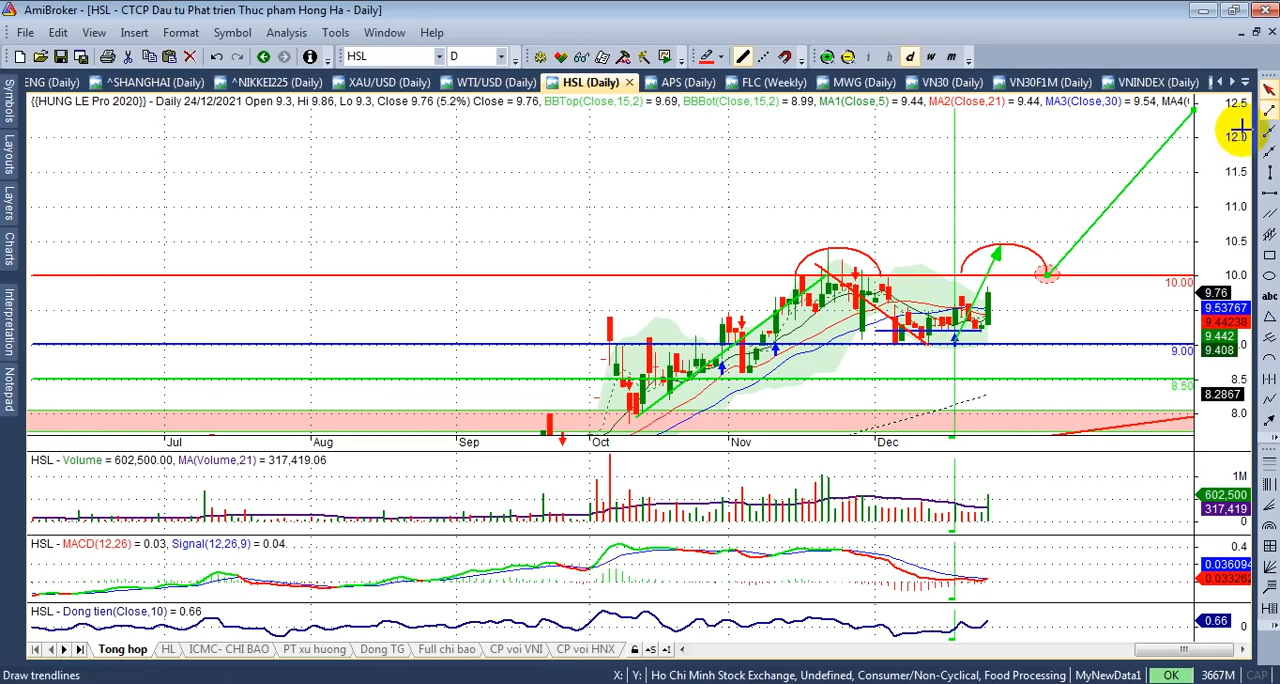 AmiBroker - [HSL - CTCP Dau tu Phat trien Thuc pham Hong Ha - Daily]
File Edit View Insert Format Symbol Analysis Tools Window Help
HSL D i h d w m
ENG (Daily) ^SHANGHAI (Daily) ^NIKKEI225 (Daily) XAU/USD (Daily) WTI/USD (Daily) HSL (Daily) APS (Daily) FLC (Weekly) MWG (Daily) VN30 (Daily) VN30F1M (Daily) VNINDEX (Daily)
{{HUNG LE Pro 2020}} - Daily 24/12/2021 Open 9.3, Hi 9.86, Lo 9.3, Close 9.76 (5.2%) Close = 9.76, BBTop(Close,15,2) = 9.69, BBBot(Close,15,2) = 8.99, MA1(Close,5) = 9.44, MA2(Close,21) = 9.44, MA3(Close,30) = 9.54, MA4(
Symbols
Layouts
Layers
Charts
Interpretation
Notepad
abc
12.5
12.0
11.5
11.0
10.5
10.0
10.00
9.76
9.53767
9.44238
9.442
9.408
9.00
8.5
8.50
8.2867
8.0
Jul Aug Sep Oct Nov Dec
HSL - Volume = 602,500.00, MA(Volume,21) = 317,419.06
1M
602,500
317,419
0
HSL - MACD(12,26) = 0.03, Signal(12,26,9) = 0.04
0.4
0.036094
0.033262
HSL - Dong tien(Close,10) = 0.66
0.66 0
Tong hop HL ICMC- CHI BAO PT xu huong Dong TG Full chi bao CP voi VNI CP voi HNX
Draw trendlines X: Y: Ho Chi Minh Stock Exchange, Undefined, Consumer/Non-Cyclical, Food Processing MyNewData1 OK 3667M CAP